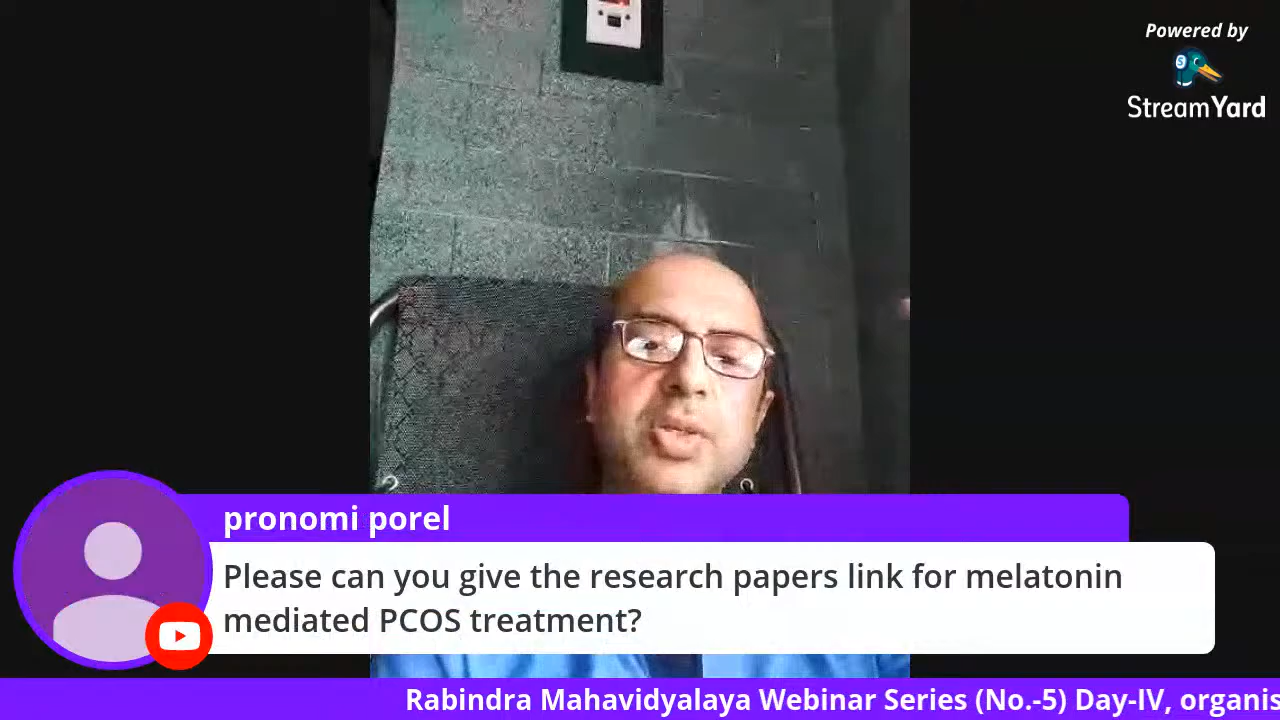 Powered by
StreamYard
pronomi porel
Please can you give the research papers link for melatonin
mediated PCOS treatment?
Rabindra Mahavidyalaya Webinar Series (No.-5) Day-IV, organis